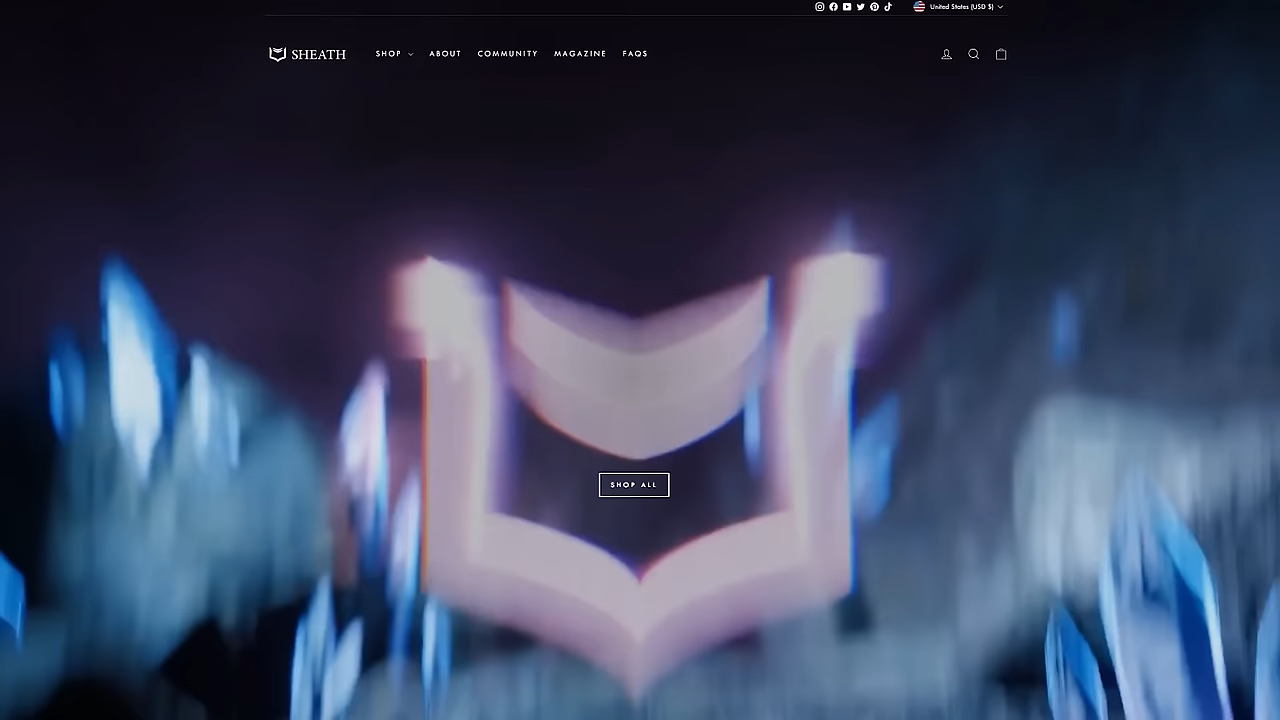 United States (USD $)
SHEATH SHOP ABOUT COMMUNITY MAGAZINE FAQS
SHOP ALL